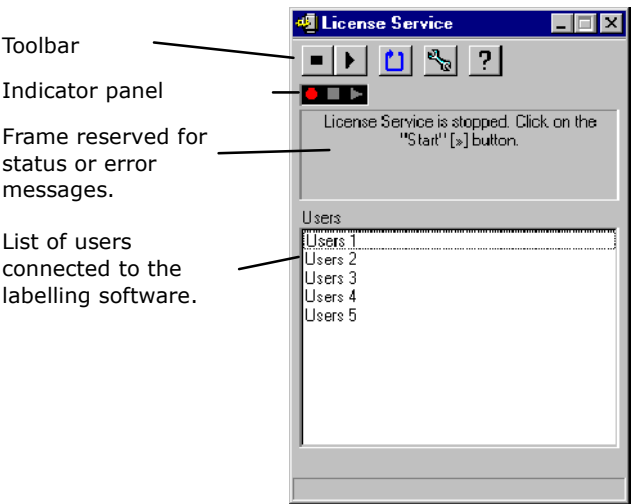 License Service
Toolbar
?
Indicator panel
License Service is stopped. Click on the
"Start" [»] button.
Frame reserved for
status or error
messages.
Users
List of users
connected to the
labelling software.
Users 1
Users 2
Users 3
Users 4
Users 5